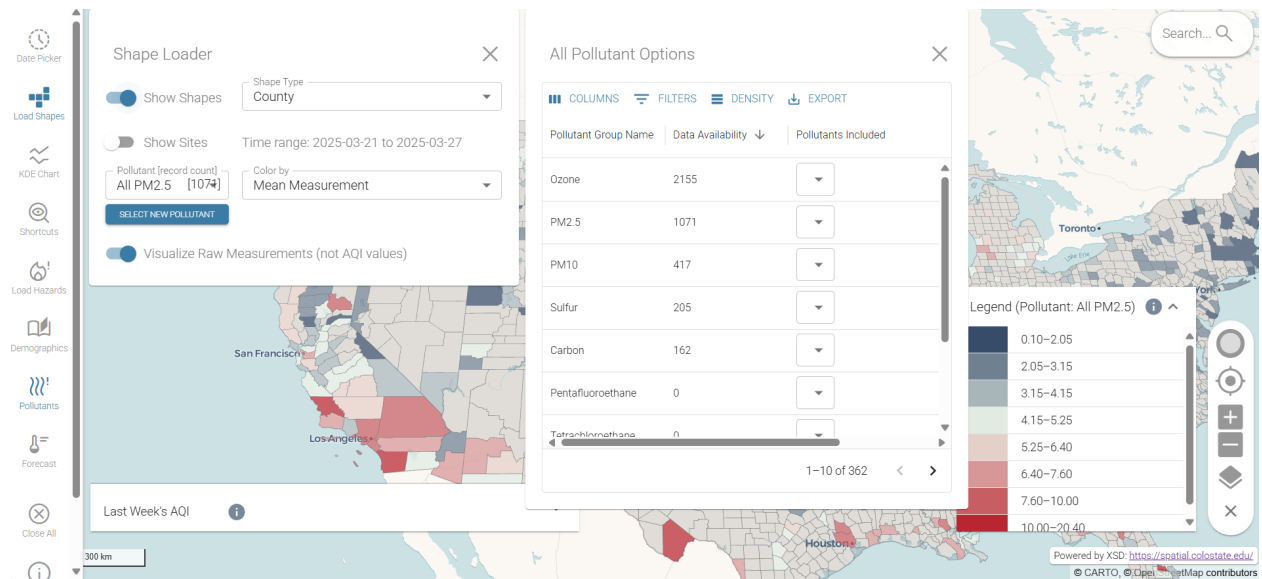 Date Picker
Load Shapes
KDE Chart
Shortcuts
Load Hazards
Demographics
Pollutants
Forecast
Close All
Shape Loader
Show Shapes
Shape Type
County
Show Sites
Time range: 2025-03-21 to 2025-03-27
Pollutant [record count]
All PM2.5 [1071]
Color by
Mean Measurement
SELECT NEW POLLUTANT
Visualize Raw Measurements (not AQI values)
All Pollutant Options
COLUMNS FILTERS DENSITY EXPORT
Pollutant Group Name Data Availability Pollutants Included
Ozone 2155
PM2.5 1071
PM10 417
Sulfur 205
Carbon 162
Pentafluoroethane 0
Tetrachloroethane 0
1–10 of 362
Search...
Toronto
Lake Erie
York
San Francisco
Los Angeles
Houston
Legend (Pollutant: All PM2.5)
0.10–2.05
2.05–3.15
3.15–4.15
4.15–5.25
5.25–6.40
6.40–7.60
7.60–10.00
10.00–20.40
Last Week's AQI
300 km
Powered by XSD: https://spatial.colostate.edu/
© CARTO, © OpenStreetMap contributors